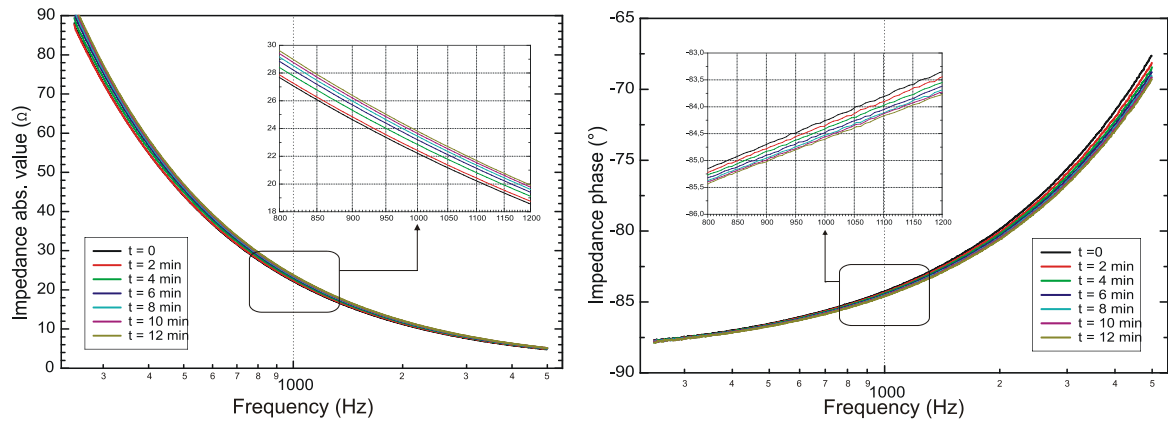 Impedance abs. value (Ω)
90
80
70
60
50
40
30
20
10
0
30
28
26
24
22
20
18
800 850 900 950 1000 1050 1100 1150 1200
t = 0
t = 2 min
t = 4 min
t = 6 min
t = 8 min
t = 10 min
t = 12 min
3 4 5 6 7 8 9 1000 2 3 4 5
Frequency (Hz)
Impedance phase (°)
-65
-70
-75
-80
-85
-90
-83,0
-83,5
-84,0
-84,5
-85,0
-85,5
-86,0
800 850 900 950 1000 1050 1100 1150 1200
t =0
t = 2 min
t = 4 min
t = 6 min
t = 8 min
t = 10 min
t = 12 min
3 4 5 6 7 8 9 1000 2 3 4 5
Frequency (Hz)